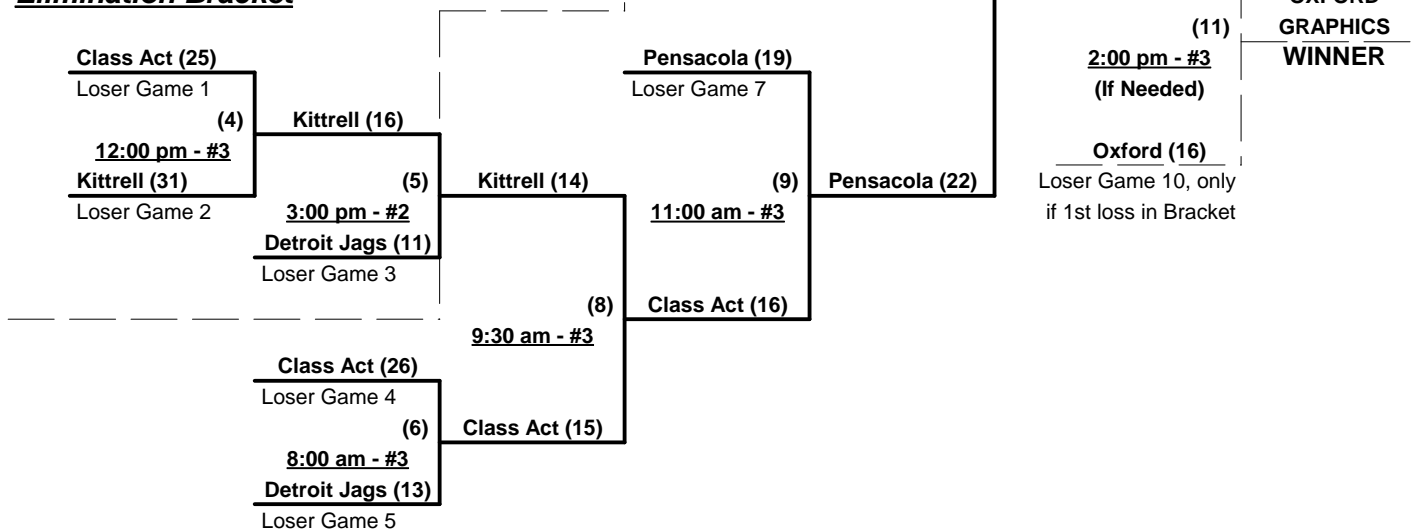 Elimination Bracket
OXFORD
(11) GRAPHICS
Class Act (25) Pensacola (19) 2:00 pm - #3 WINNER
Loser Game 1 Loser Game 7 (If Needed)
(4) Kittrell (16)
12:00 pm - #3 Oxford (16)
Kittrell (31) (5) Kittrell (14) (9) Pensacola (22) Loser Game 10, only
Loser Game 2 3:00 pm - #2 11:00 am - #3 if 1st loss in Bracket
Detroit Jags (11)
Loser Game 3
(8) Class Act (16)
9:30 am - #3
Class Act (26)
Loser Game 4
(6) Class Act (15)
8:00 am - #3
Detroit Jags (13)
Loser Game 5